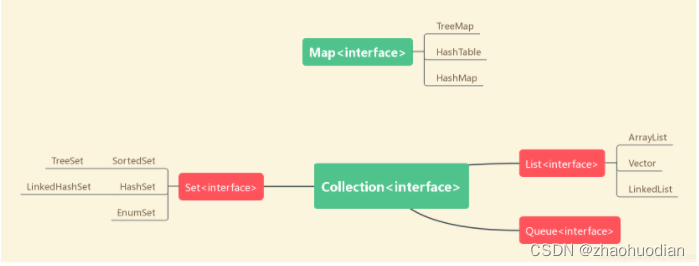 TreeMap
Map<interface>
HashTable
HashMap
ArrayList
TreeSet
SortedSet
List<interface>
Vector
LinkedHashSet
HashSet
Set<interface>
Collection<interface>
LinkedList
EnumSet
Queue<interface>
CSDN @zhaohuodian